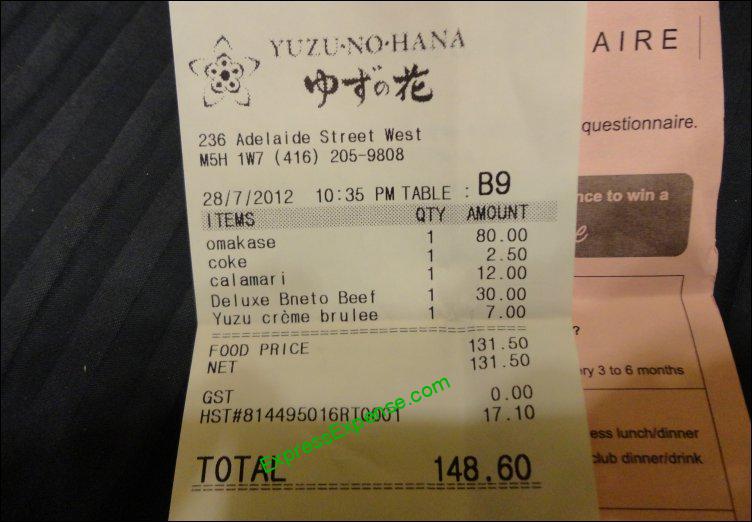 YUZU·NO·HANA
ゆずの花
236 Adelaide Street West
M5H 1W7 (416) 205-9808
28/7/2012 10:35 PM TABLE : B9
ITEMS QTY AMOUNT
omakase 1 80.00
coke 1 2.50
calamari 1 12.00
Deluxe Bneto Beef 1 30.00
Yuzu crème brulee 1 7.00
FOOD PRICE 131.50
NET 131.50
GST 0.00
HST#814495016RT0001 17.10
TOTAL 148.60
ExpressExpense.com
AIRE
questionnaire.
nce to win a
?
ry 3 to 6 months
ess lunch/dinner
club dinner/drink